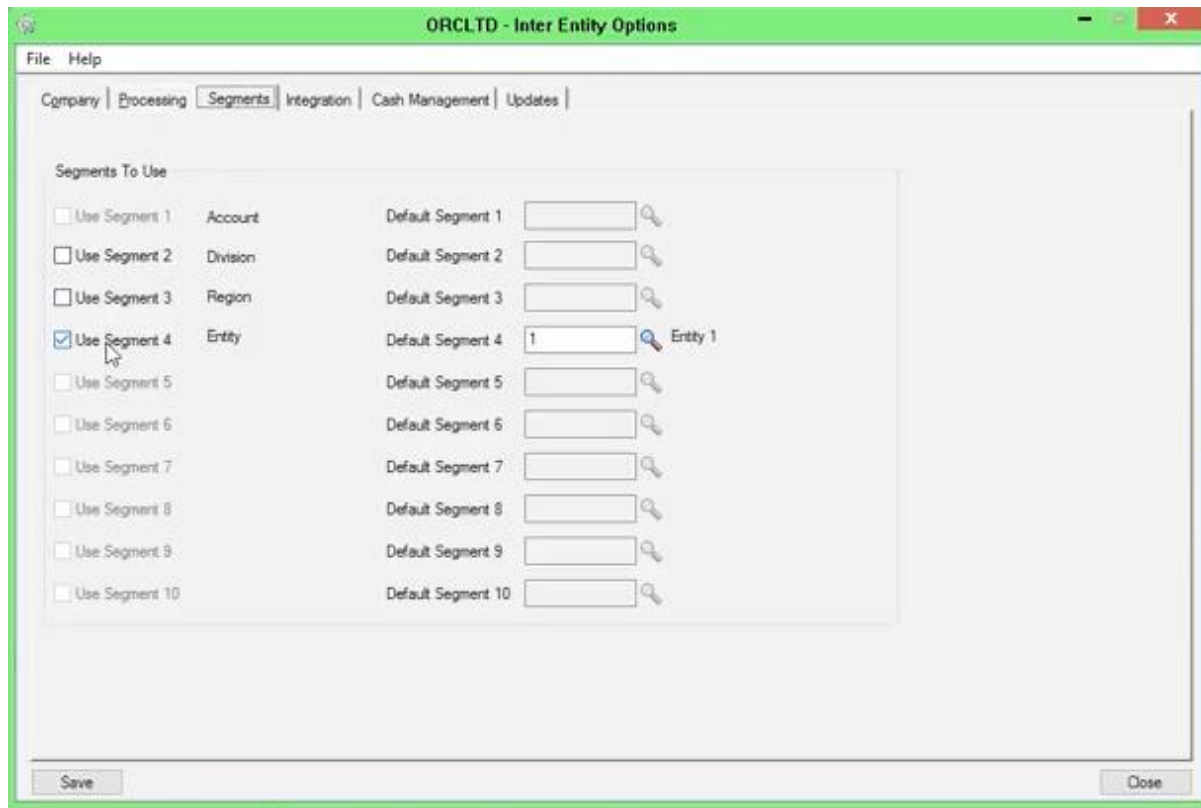 ORCLTD - Inter Entity Options
File Help
Company Processing Segments Integration Cash Management Updates
Segments To Use
Use Segment 1 Account Default Segment 1
Use Segment 2 Division Default Segment 2
Use Segment 3 Region Default Segment 3
Use Segment 4 Entity Default Segment 4 1 Entity 1
Use Segment 5 Default Segment 5
Use Segment 6 Default Segment 6
Use Segment 7 Default Segment 7
Use Segment 8 Default Segment 8
Use Segment 9 Default Segment 9
Use Segment 10 Default Segment 10
Save Close